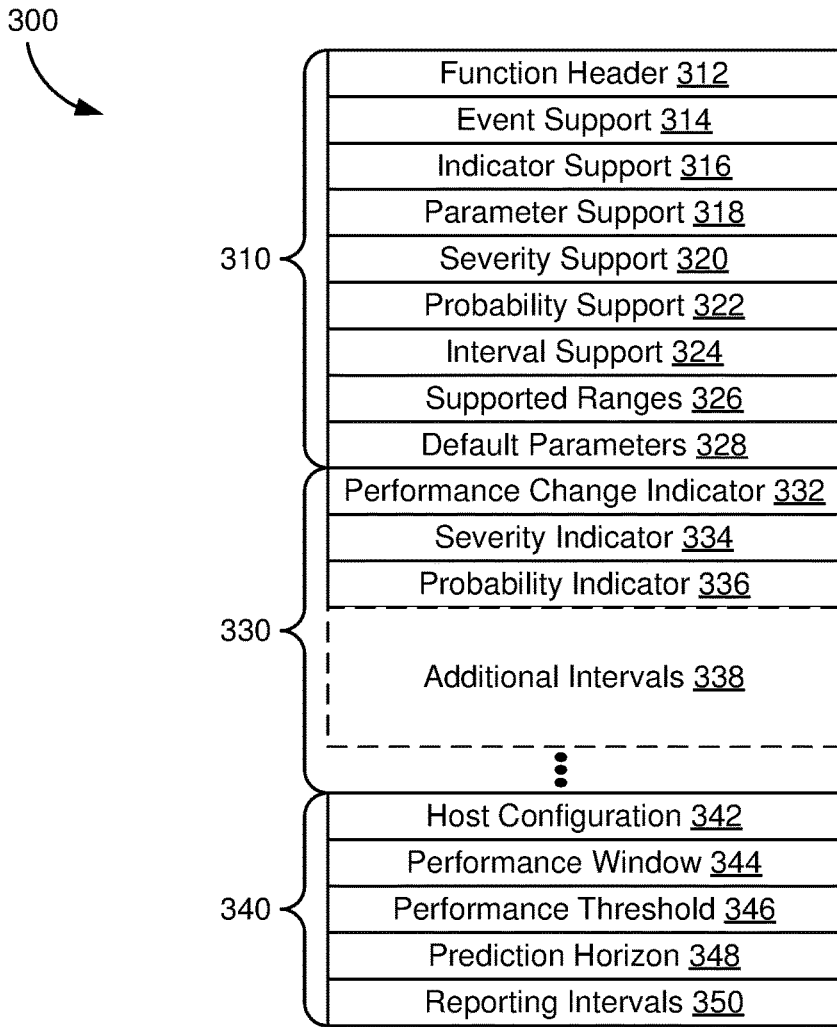 300
Function Header 312
Event Support 314
Indicator Support 316
Parameter Support 318
310
Severity Support 320
Probability Support 322
Interval Support 324
Supported Ranges 326
Default Parameters 328
Performance Change Indicator 332
Severity Indicator 334
Probability Indicator 336
330
Additional Intervals 338
Host Configuration 342
Performance Window 344
340
Performance Threshold 346
Prediction Horizon 348
Reporting Intervals 350